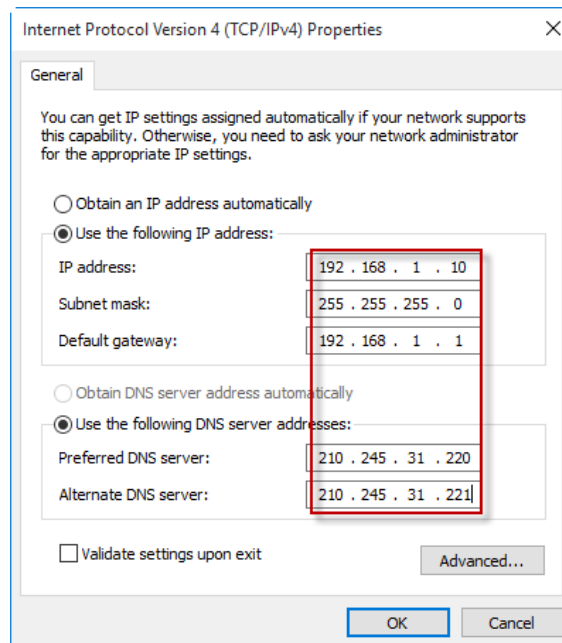 Internet Protocol Version 4 (TCP/IPv4) Properties
General
You can get IP settings assigned automatically if your network supports
this capability. Otherwise, you need to ask your network administrator
for the appropriate IP settings.
Obtain an IP address automatically
Use the following IP address:
IP address: 192 . 168 . 1 . 10
Subnet mask: 255 . 255 . 255 . 0
Default gateway: 192 . 168 . 1 . 1
Obtain DNS server address automatically
Use the following DNS server addresses:
Preferred DNS server: 210 . 245 . 31 . 220
Alternate DNS server: 210 . 245 . 31 . 221
Validate settings upon exit
Advanced...
OK Cancel